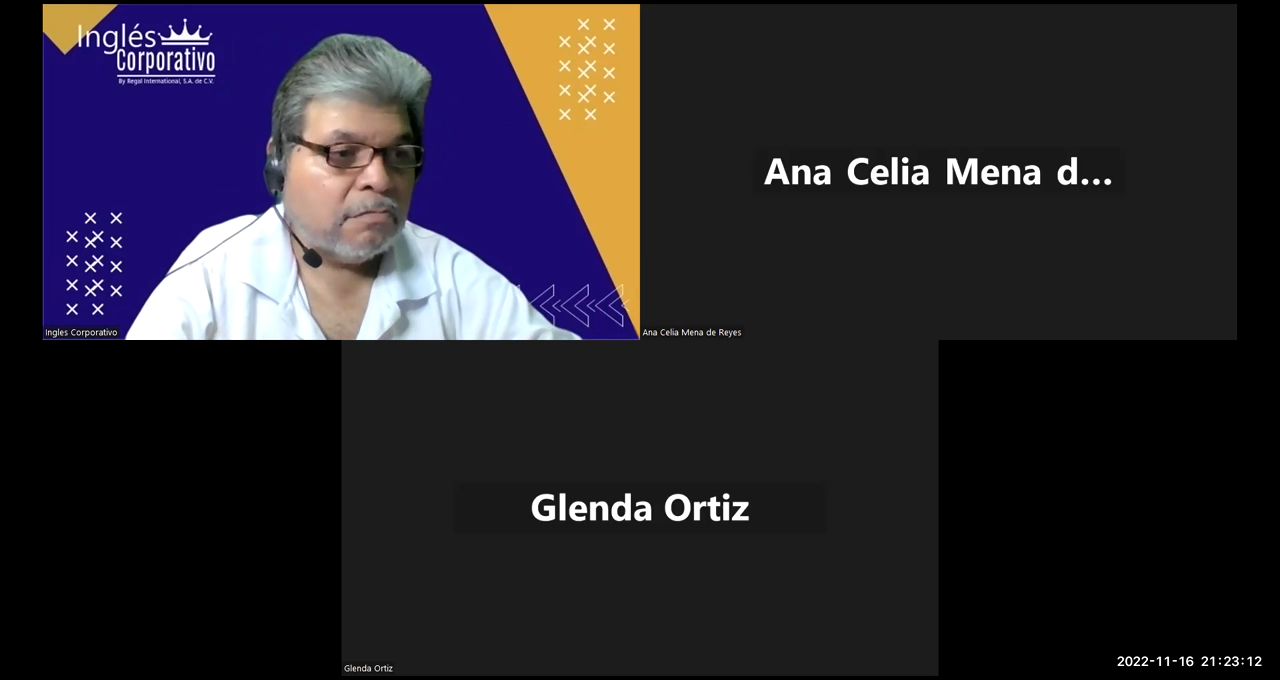 Inglés
Corporativo
By Regal International, S.A. de C.V.
Ingles Corporativo
Ana Celia Mena d...
Ana Celia Mena de Reyes
Glenda Ortiz
Glenda Ortiz
2022-11-16 21:23:12